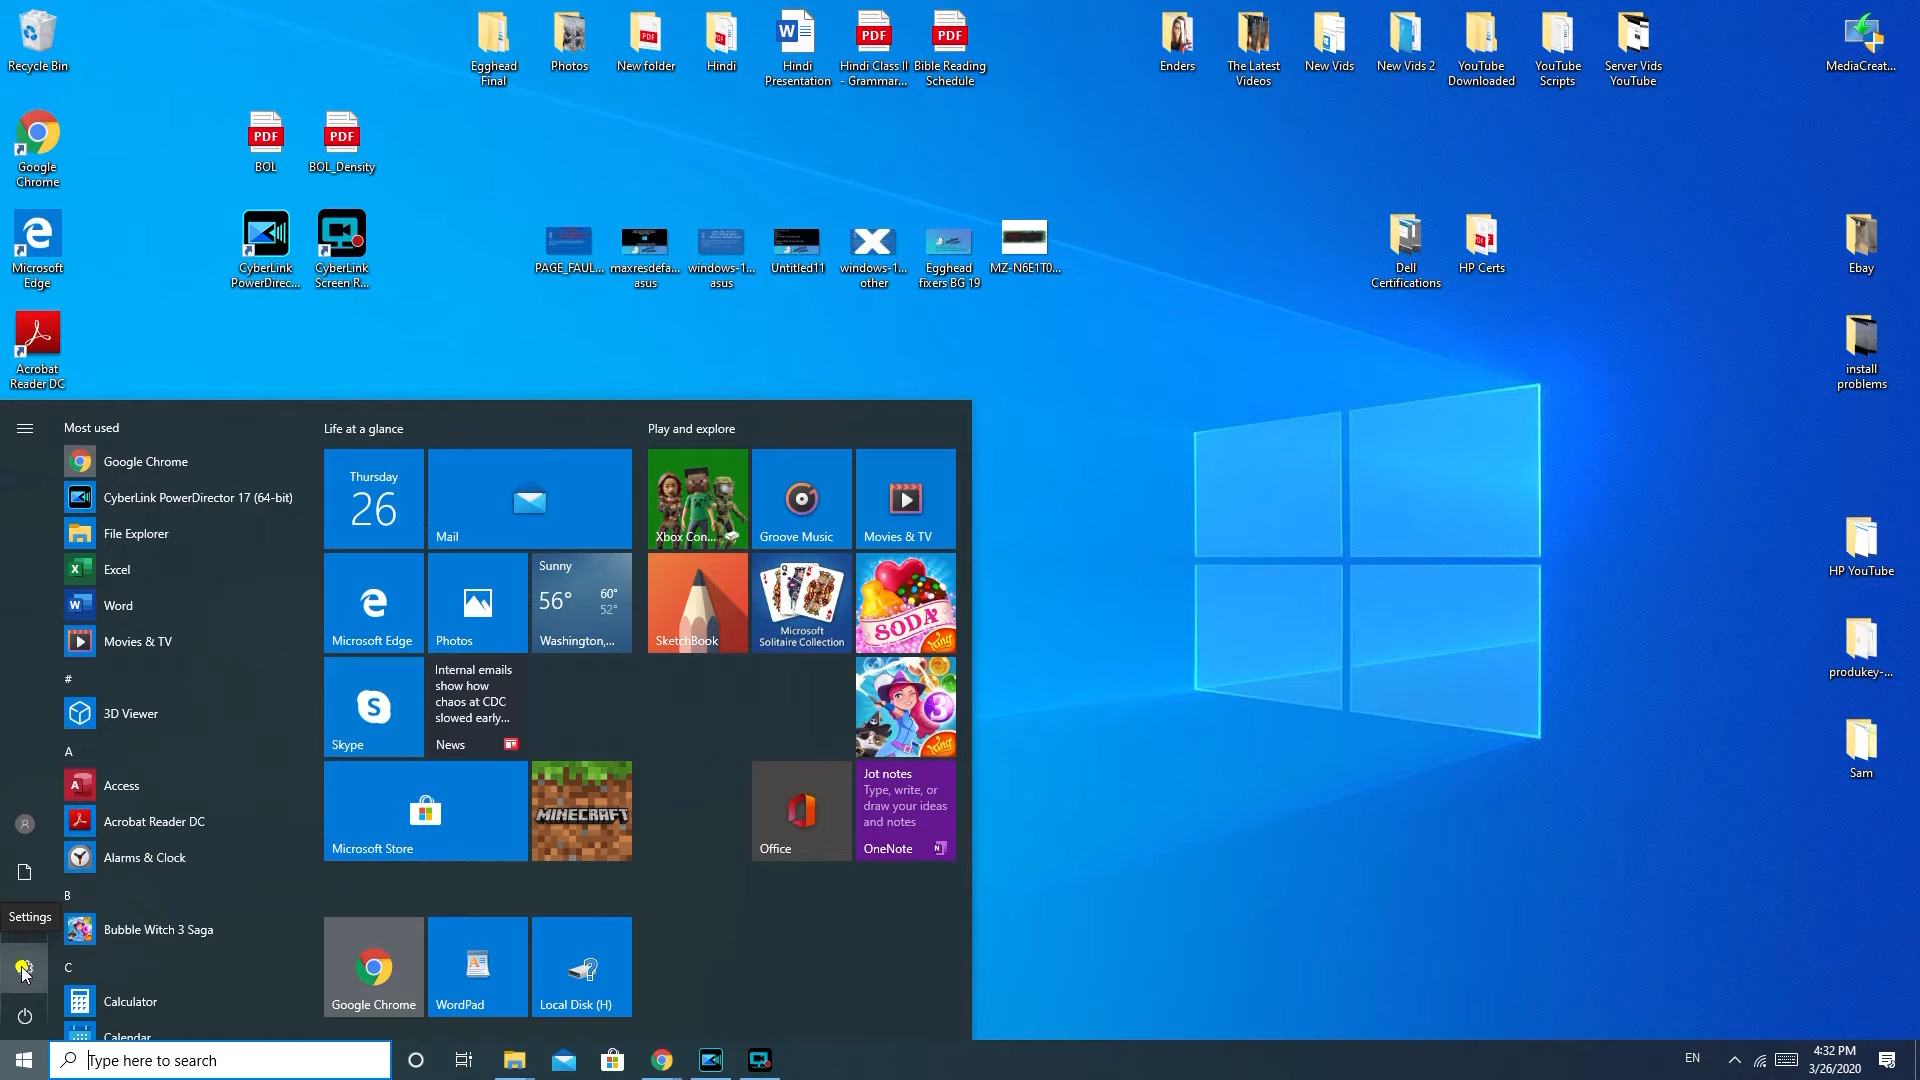 Recycle Bin
Egghead
Final
Photos
New folder
Hindi
Hindi
Presentation
Hindi Class II
- Grammar...
Bible Reading
Schedule
Enders
The Latest
Videos
New Vids
New Vids 2
YouTube
Downloaded
YouTube
Scripts
Server Vids
YouTube
MediaCreat...
Google
Chrome
BOL
BOL_Density
Microsoft
Edge
CyberLink
PowerDirec...
CyberLink
Screen R...
PAGE_FAUL...
maxresdefa...
asus
windows-1...
asus
Untitled11
windows-1...
other
Egghead
fixers BG 19
MZ-N6E1T0...
Dell
Certifications
HP Certs
Ebay
Acrobat
Reader DC
install
problems
HP YouTube
produkey-...
Sam
Most used
Google Chrome
CyberLink PowerDirector 17 (64-bit)
File Explorer
Excel
Word
Movies & TV
#
3D Viewer
A
Access
Acrobat Reader DC
Alarms & Clock
B
Bubble Witch 3 Saga
C
Calculator
Calendar
Settings
Life at a glance
Thursday
26
Mail
Microsoft Edge
Photos
Sunny
56° 60°
52°
Washington,...
Skype
Internal emails
show how
chaos at CDC
slowed early...
News
Microsoft Store
MINECRAFT
Google Chrome
WordPad
Local Disk (H)
Play and explore
Xbox Con...
Groove Music
Movies & TV
SketchBook
Microsoft
Solitaire Collection
SODA
King
3
King
Office
Jot notes
Type, write, or
draw your ideas
and notes
OneNote
Type here to search
EN
4:32 PM
3/26/2020
PDF
PDF
PDF
PDF
PDF
PDF